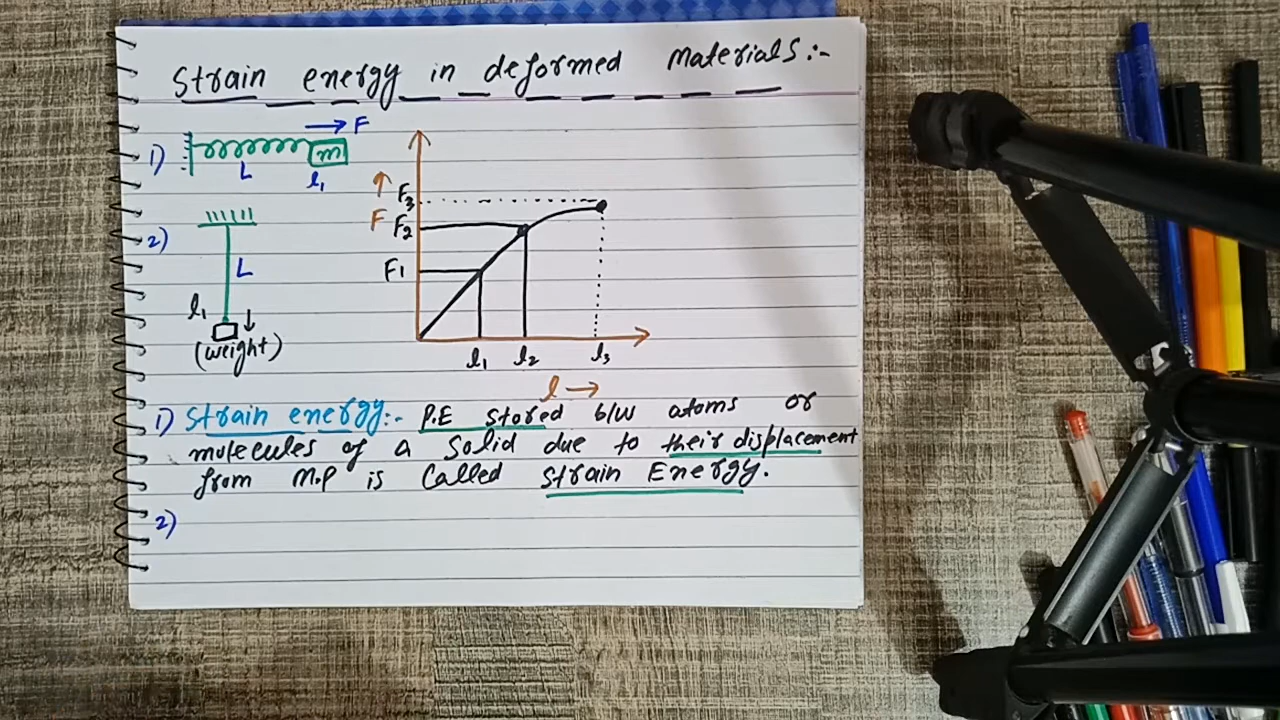 Strain energy in deformed Materials:-
1)
F
m
L
l1
2)
L
l1
(weight)
F
F3
F2
F1
l1 l2 l3
l
1) Strain energy:- P.E stored b/w atoms or
molecules of a Solid due to their displacement
from M.P is Called Strain Energy.
2)